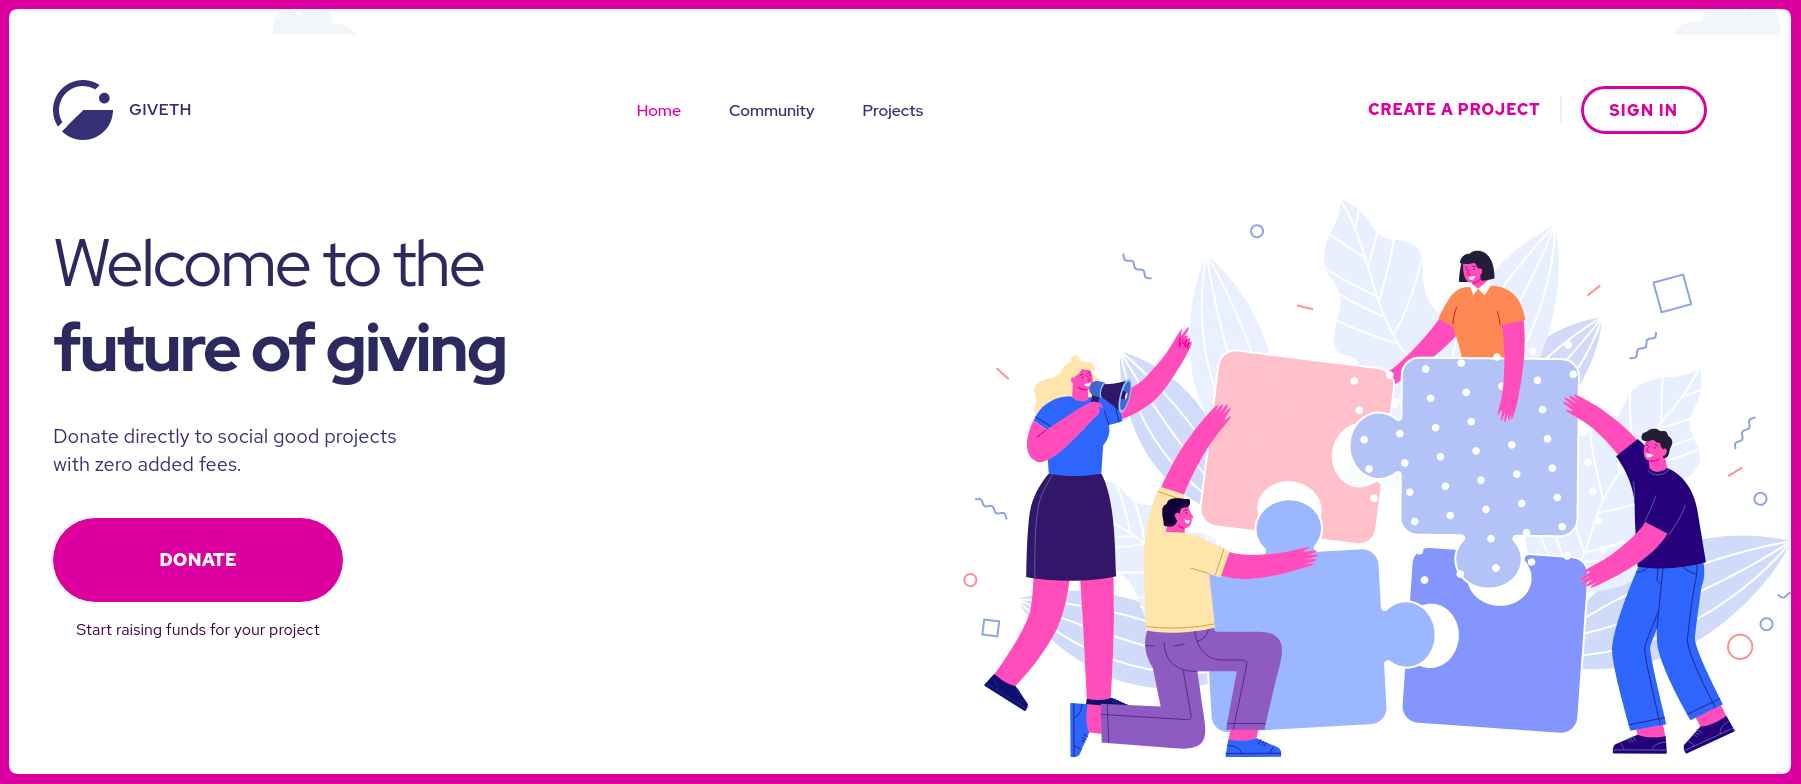 GIVETH
Home
Community
Projects
CREATE A PROJECT
SIGN IN
Welcome to the
future of giving
Donate directly to social good projects
with zero added fees.
DONATE
Start raising funds for your project